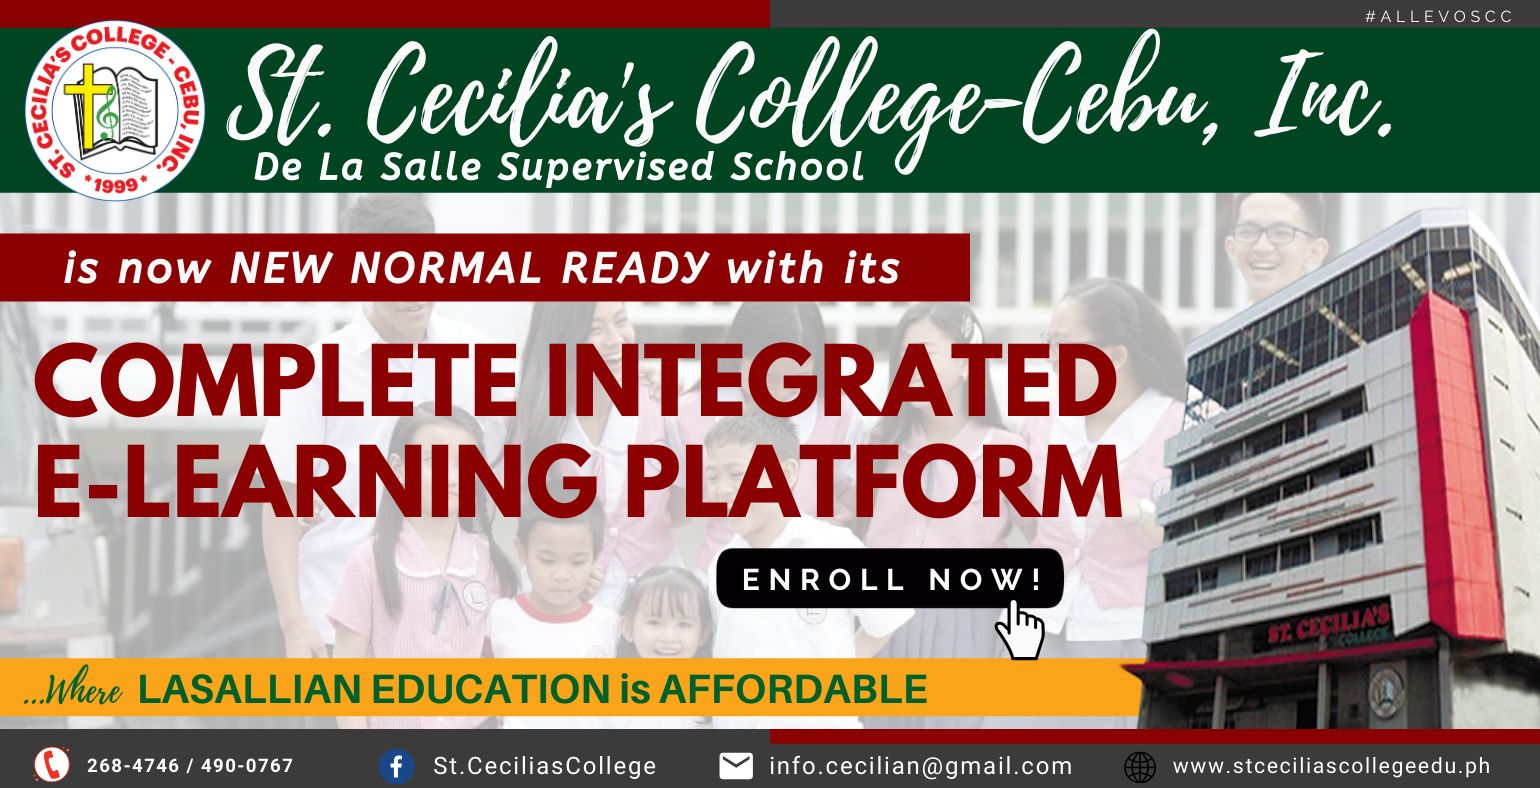 #ALLEVOSCC
ST. CECILIA'S COLLEGE - CEBU, INC.
* 1999 *
St. Cecilia's College-Cebu, Inc.
De La Salle Supervised School
is now NEW NORMAL READY with its
COMPLETE INTEGRATED
E-LEARNING PLATFORM
ENROLL NOW!
ST. CECILIA'S
COLLEGE
...Where LASALLIAN EDUCATION is AFFORDABLE
268-4746 / 490-0767
St.CeciliasCollege
info.cecilian@gmail.com
www.stceciliascollegeedu.ph